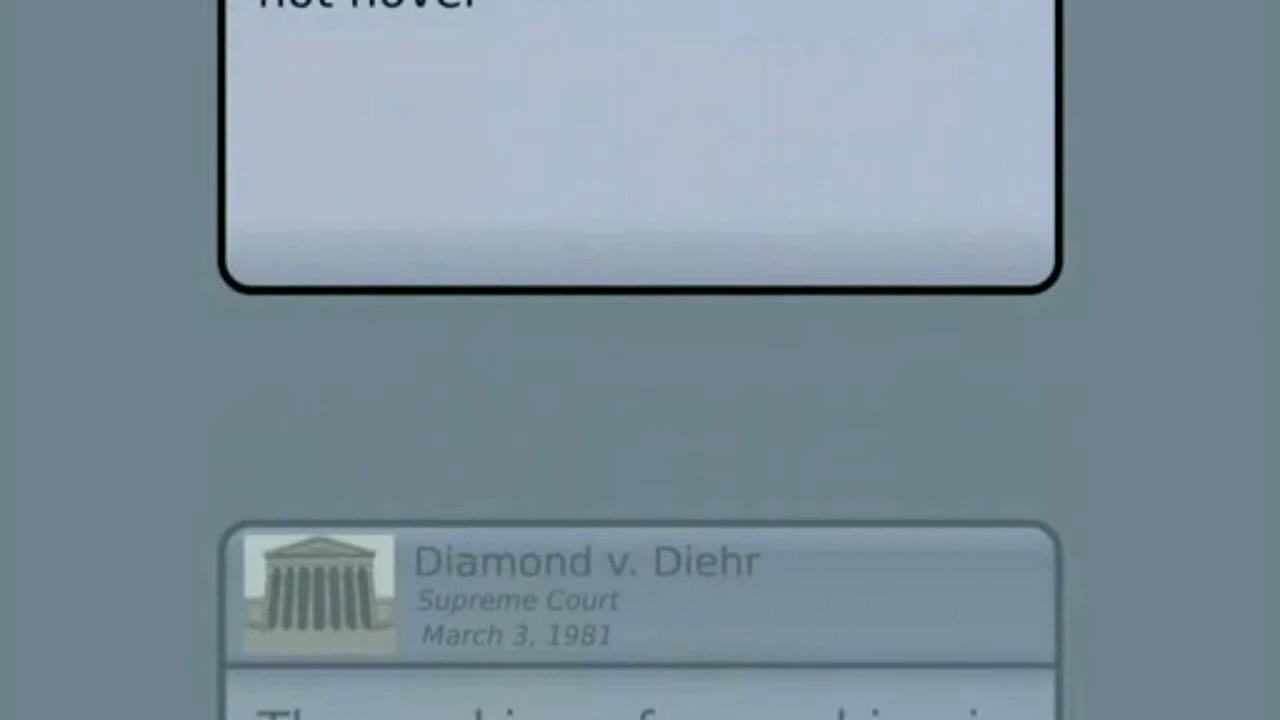 not novel
Diamond v. Diehr
Supreme Court
March 3, 1981